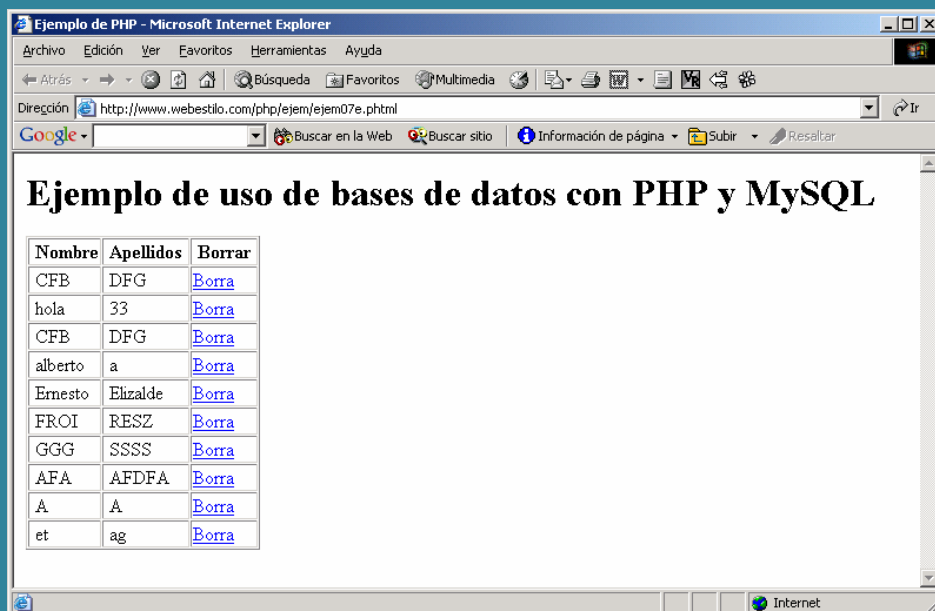 Ejemplo de PHP - Microsoft Internet Explorer
Archivo Edición Ver Favoritos Herramientas Ayuda
Atrás Búsqueda Favoritos Multimedia
Dirección http://www.webestilo.com/php/ejem/ejem07e.phtml Ir
Google Buscar en la Web Buscar sitio Información de página Subir Resaltar
Ejemplo de uso de bases de datos con PHP y MySQL
Nombre Apellidos Borrar
CFB DFG Borra
hola 33 Borra
CFB DFG Borra
alberto a Borra
Ernesto Elizalde Borra
FROI RESZ Borra
GGG SSSS Borra
AFA AFDFA Borra
A A Borra
et ag Borra
Internet